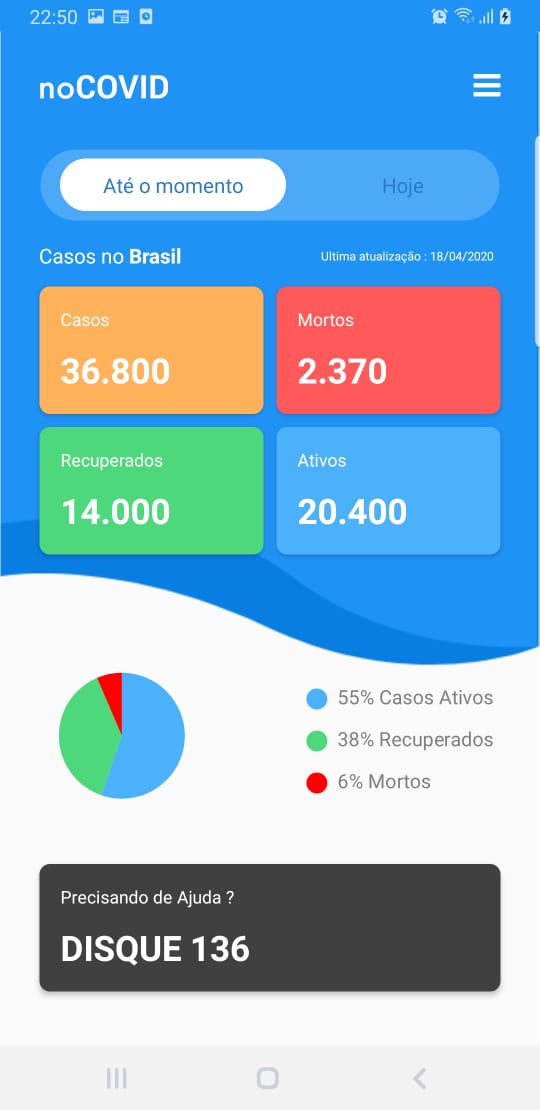 22:50
noCOVID
Até o momento
Hoje
Casos no Brasil
Ultima atualização : 18/04/2020
Casos
36.800
Mortos
2.370
Recuperados
14.000
Ativos
20.400
55% Casos Ativos
38% Recuperados
6% Mortos
Precisando de Ajuda ?
DISQUE 136